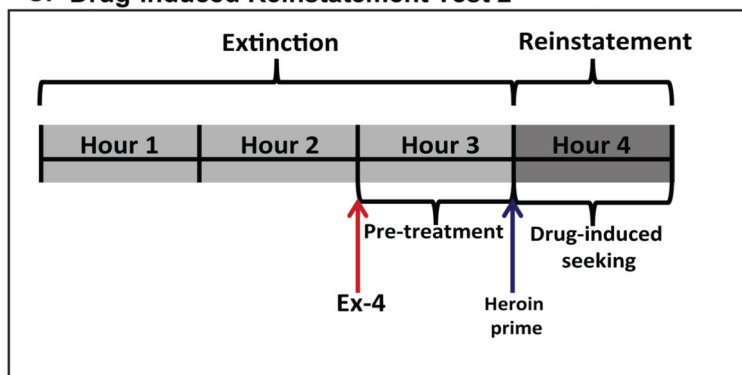 Drug-induced Reinstatement Test 2
Extinction
Reinstatement
Hour 1
Hour 2
Hour 3
Hour 4
Pre-treatment
Drug-induced
seeking
Ex-4
Heroin
prime